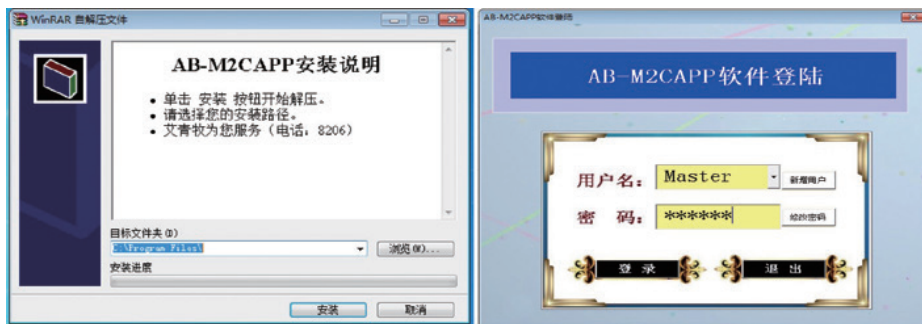 WinRAR 自解压文件
AB-M2CAPP安装说明
• 单击 安装 按钮开始解压。
• 请选择您的安装路径。
• 艾青牧为您服务（电话：8206）
目标文件夹(D)
C:\Program Files\
浏览(W)...
安装进度
安装
取消
AB-M2CAPP软件登陆
AB-M2CAPP软件登陆
用户名：
Master
新增用户
密 码：
******
修改密码
登 录
退 出